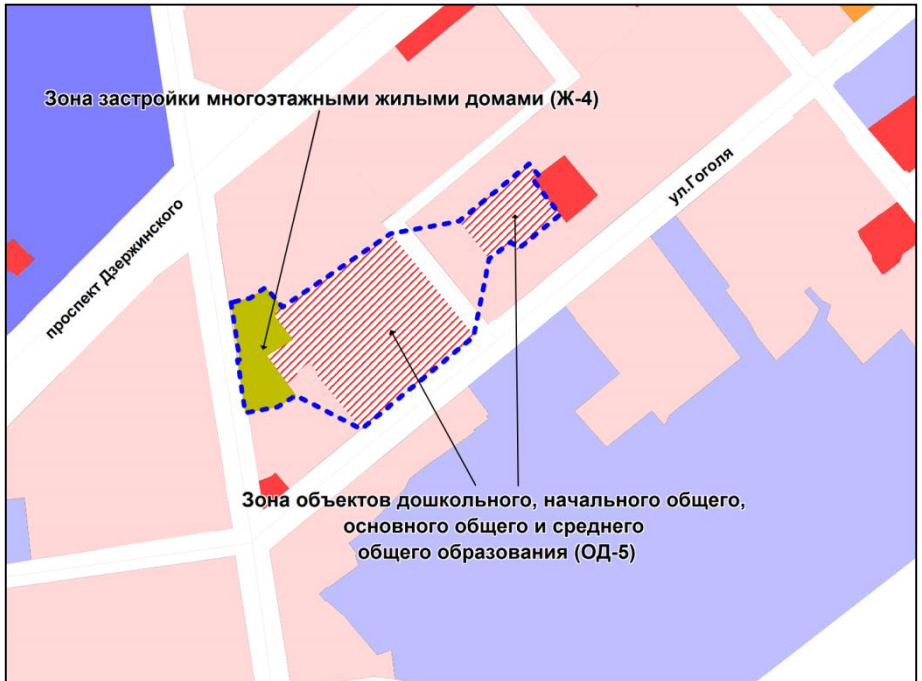 Зона застройки многоэтажными жилыми домами (Ж-4)
ул.Гоголя
проспект Дзержинского
Зона объектов дошкольного, начального общего,
основного общего и среднего
общего образования (ОД-5)